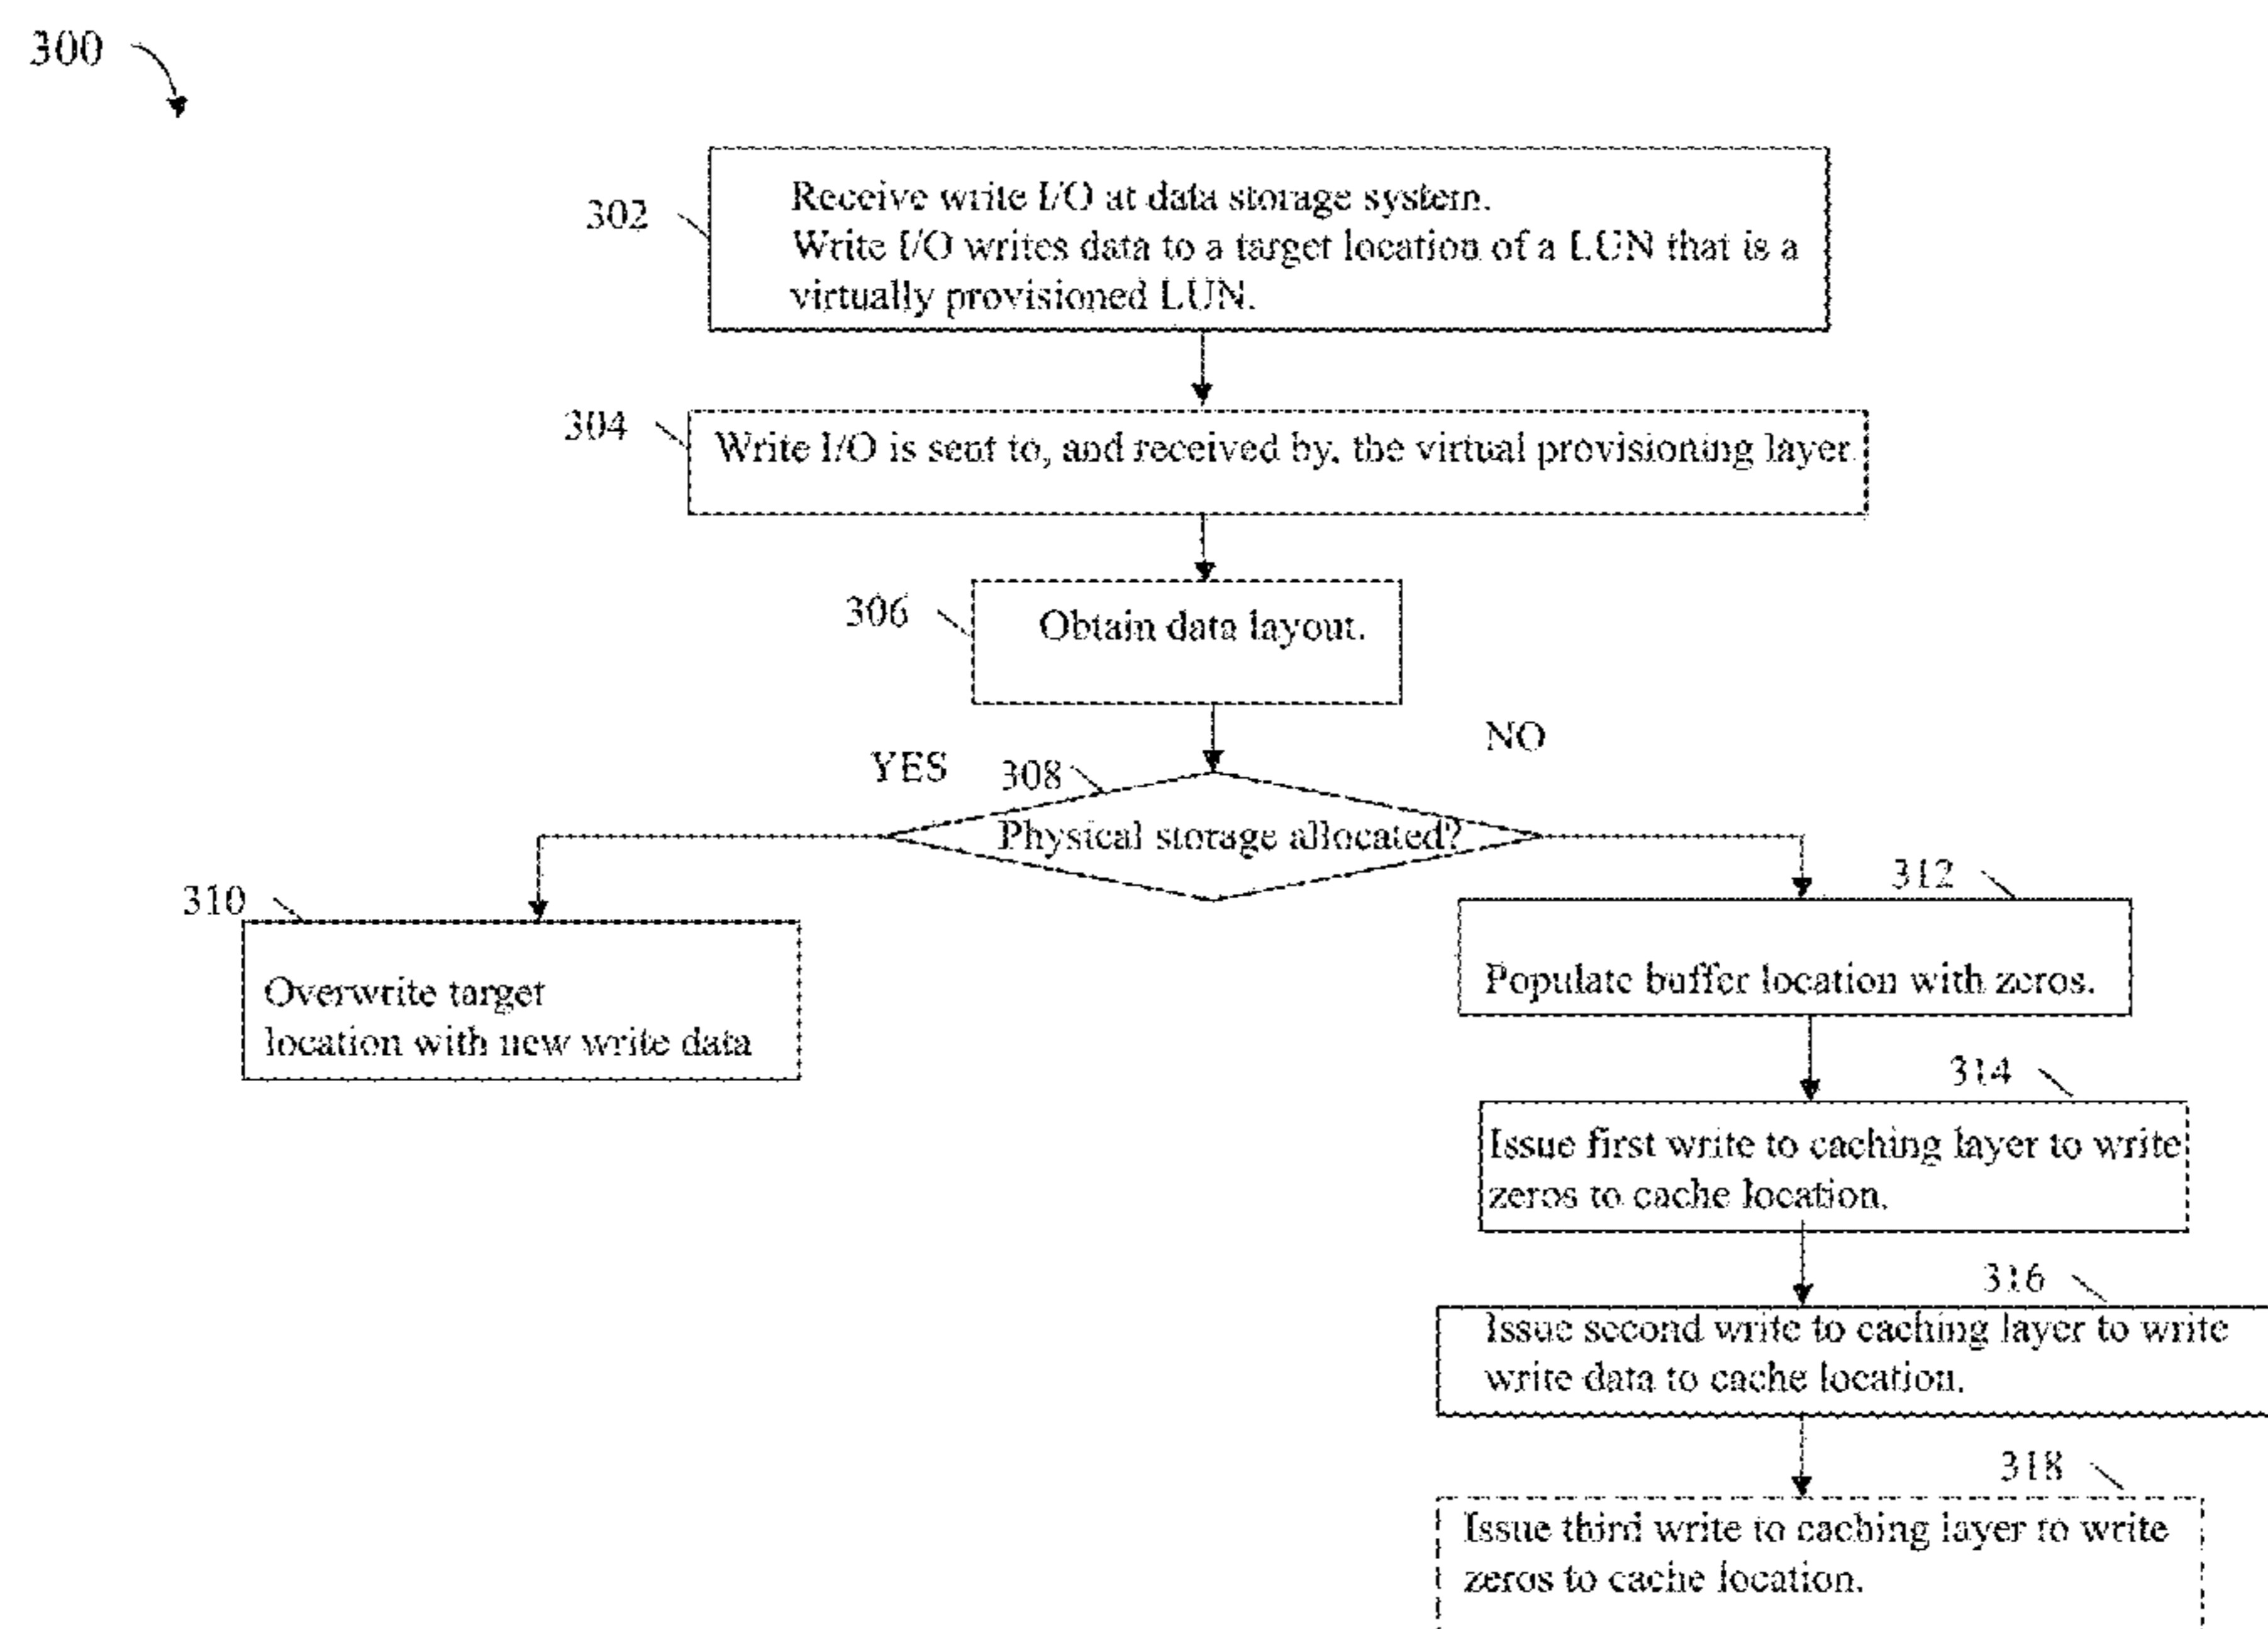 300
302
Receive write I/O at data storage system.
Write I/O writes data to a target location of a LUN that is a
virtually provisioned LUN.
304
Write I/O is sent to, and received by, the virtual provisioning layer.
306
Obtain data layout.
NO
YES
308
Physical storage allocated?
310
Overwrite target
location with new write data
312
Populate buffer location with zeros.
314
Issue first write to caching layer to write
zeros to cache location.
316
Issue second write to caching layer to write
write data to cache location.
318
Issue third write to caching layer to write
zeros to cache location.